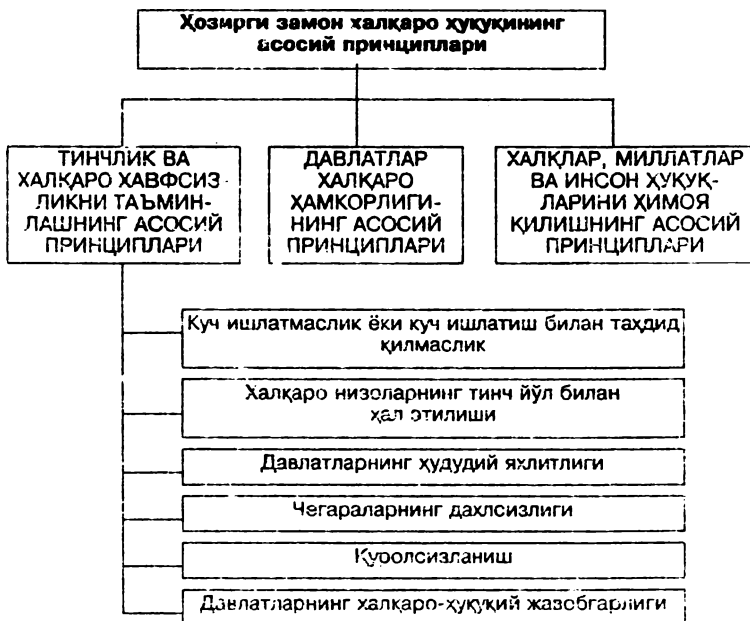 Ҳозирги замон халқаро ҳуқуқининг
асосий принциплари
ТИНЧЛИК ВА
ХАЛҚАРО ХАВФСИЗ-
ЛИКНИ ТАЪМИН-
ЛАШНИНГ АСОСИЙ
ПРИНЦИПЛАРИ
ДАВЛАТЛАР
ХАЛҚАРО
ҲАМКОРЛИГИ-
НИНГ АСОСИЙ
ПРИНЦИПЛАРИ
ХАЛҚЛАР, МИЛЛАТЛАР
ВА ИНСОН ҲУҚУҚ-
ЛАРИНИ ҲИМОЯ
ҚИЛИШНИНГ АСОСИЙ
ПРИНЦИПЛАРИ
Куч ишлатмаслик ёки куч ишлатиш билан таҳдид
қилмаслик
Халқаро низоларнинг тинч йўл билан
ҳал этилиши
Давлатларнинг ҳудудий яхлитлиги
Чегараларнинг дахлсизлиги
Қуролсизланиш
Давлатларнинг халқаро-ҳуқуқий жавобгарлиги